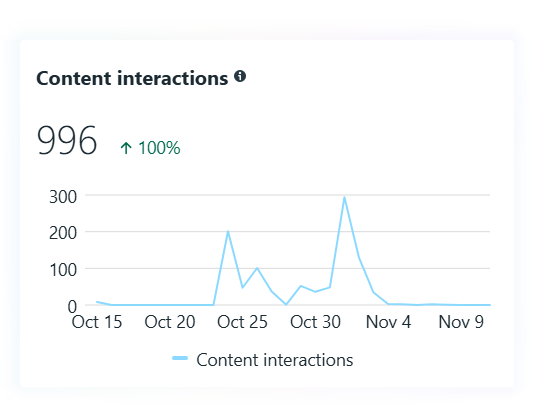 Content interactions
996 ↑ 100%
300
200
100
0
Oct 15 Oct 20 Oct 25 Oct 30 Nov 4 Nov 9
Content interactions